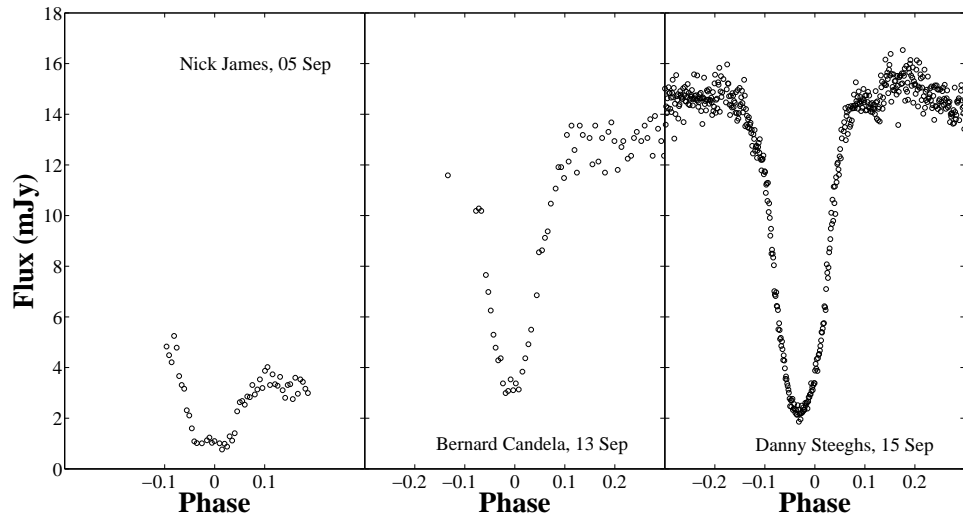 18
16
14
12
10
8
6
4
2
0
Flux (mJy)
Nick James, 05 Sep
−0.1 0 0.1
Phase
Bernard Candela, 13 Sep
−0.2 −0.1 0 0.1 0.2
Phase
Danny Steeghs, 15 Sep
−0.2 −0.1 0 0.1 0.2
Phase